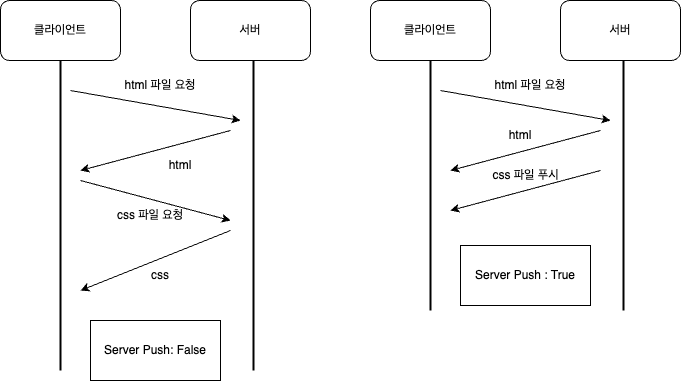 클라이언트
서버
html 파일 요청
html
css 파일 요청
css
Server Push: False
클라이언트
서버
html 파일 요청
html
css 파일 푸시
Server Push : True